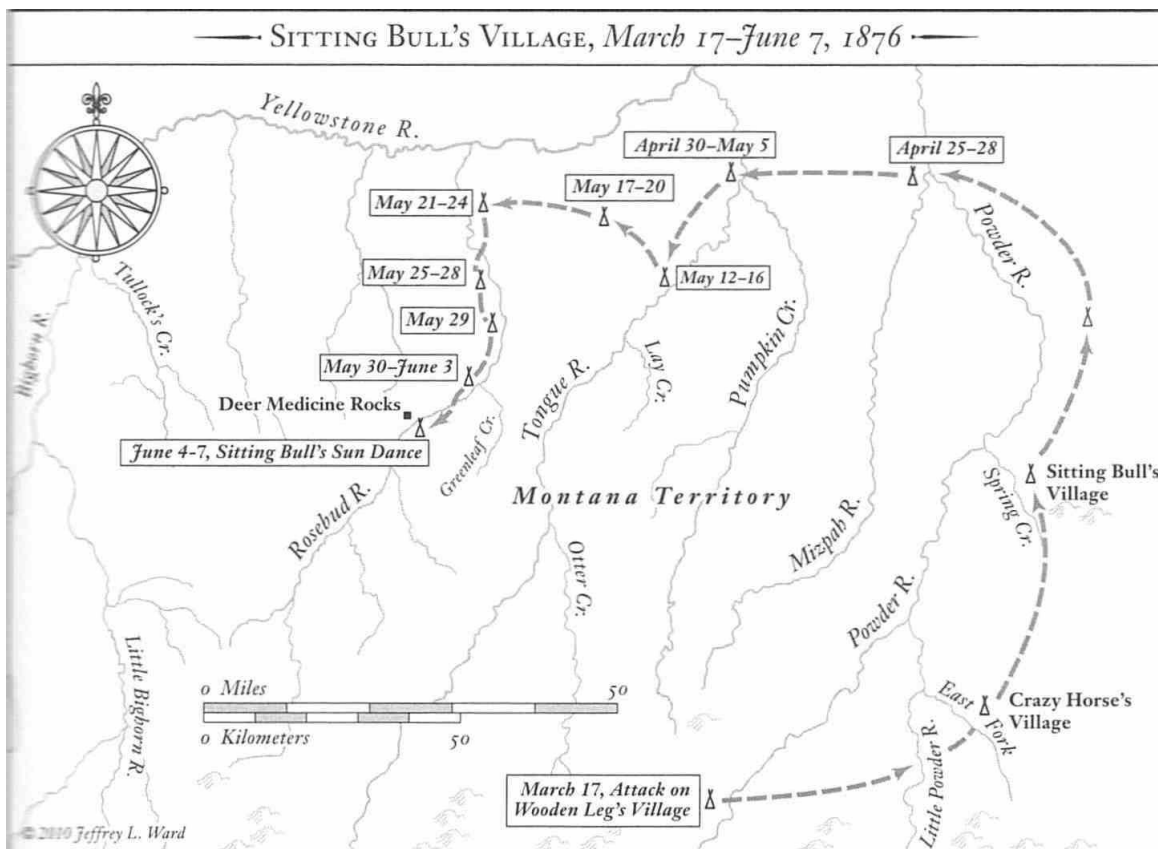 SITTING BULL'S VILLAGE, March 17–June 7, 1876
Yellowstone R.
April 30–May 5
April 25–28
May 17–20
May 21–24
Powder R.
May 25–28
May 12–16
Tullock's Cr.
Bighorn R.
May 29
Lay Cr.
Pumpkin Cr.
May 30–June 3
Tongue R.
Deer Medicine Rocks
June 4-7, Sitting Bull's Sun Dance
Greenleaf Cr.
Montana Territory
Sitting Bull's
Village
Spring Cr.
Rosebud R.
Mizpah R.
Otter Cr.
Powder R.
Little Bighorn R.
0 Miles 50
0 Kilometers 50
East Fork
Crazy Horse's
Village
Little Powder R.
March 17, Attack on
Wooden Leg's Village
© 2010 Jeffrey L. Ward